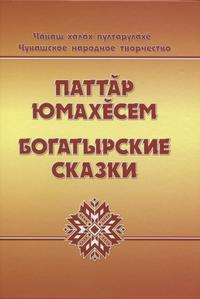 Чӑваш халӑх пултарулӑхӗ
Чувашское народное творчество
ПАТТӐР
ЮМАХӖСЕМ
БОГАТЫРСКИЕ
СКАЗКИ